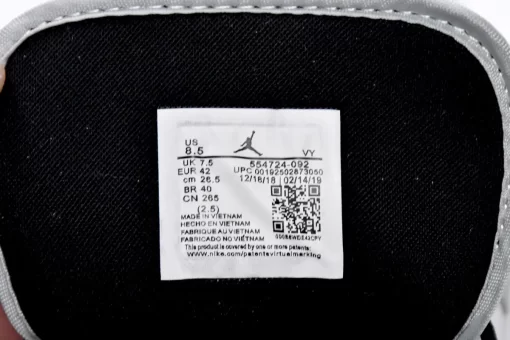 US
8.5 VY
UK 7.5 554724-092
EUR 42 UPC 00192502873050
cm 26.5 12/16/18 02/14/19
BR 40
CN 265
(2.5)
MADE IN VIETNAM
HECHO EN VIETNAM
FABRIQUE AU VIETNAM
FABRICADO NO VIETNAM
This product is covered by one or more patents:
www.nike.com/patentsvirtualmarking